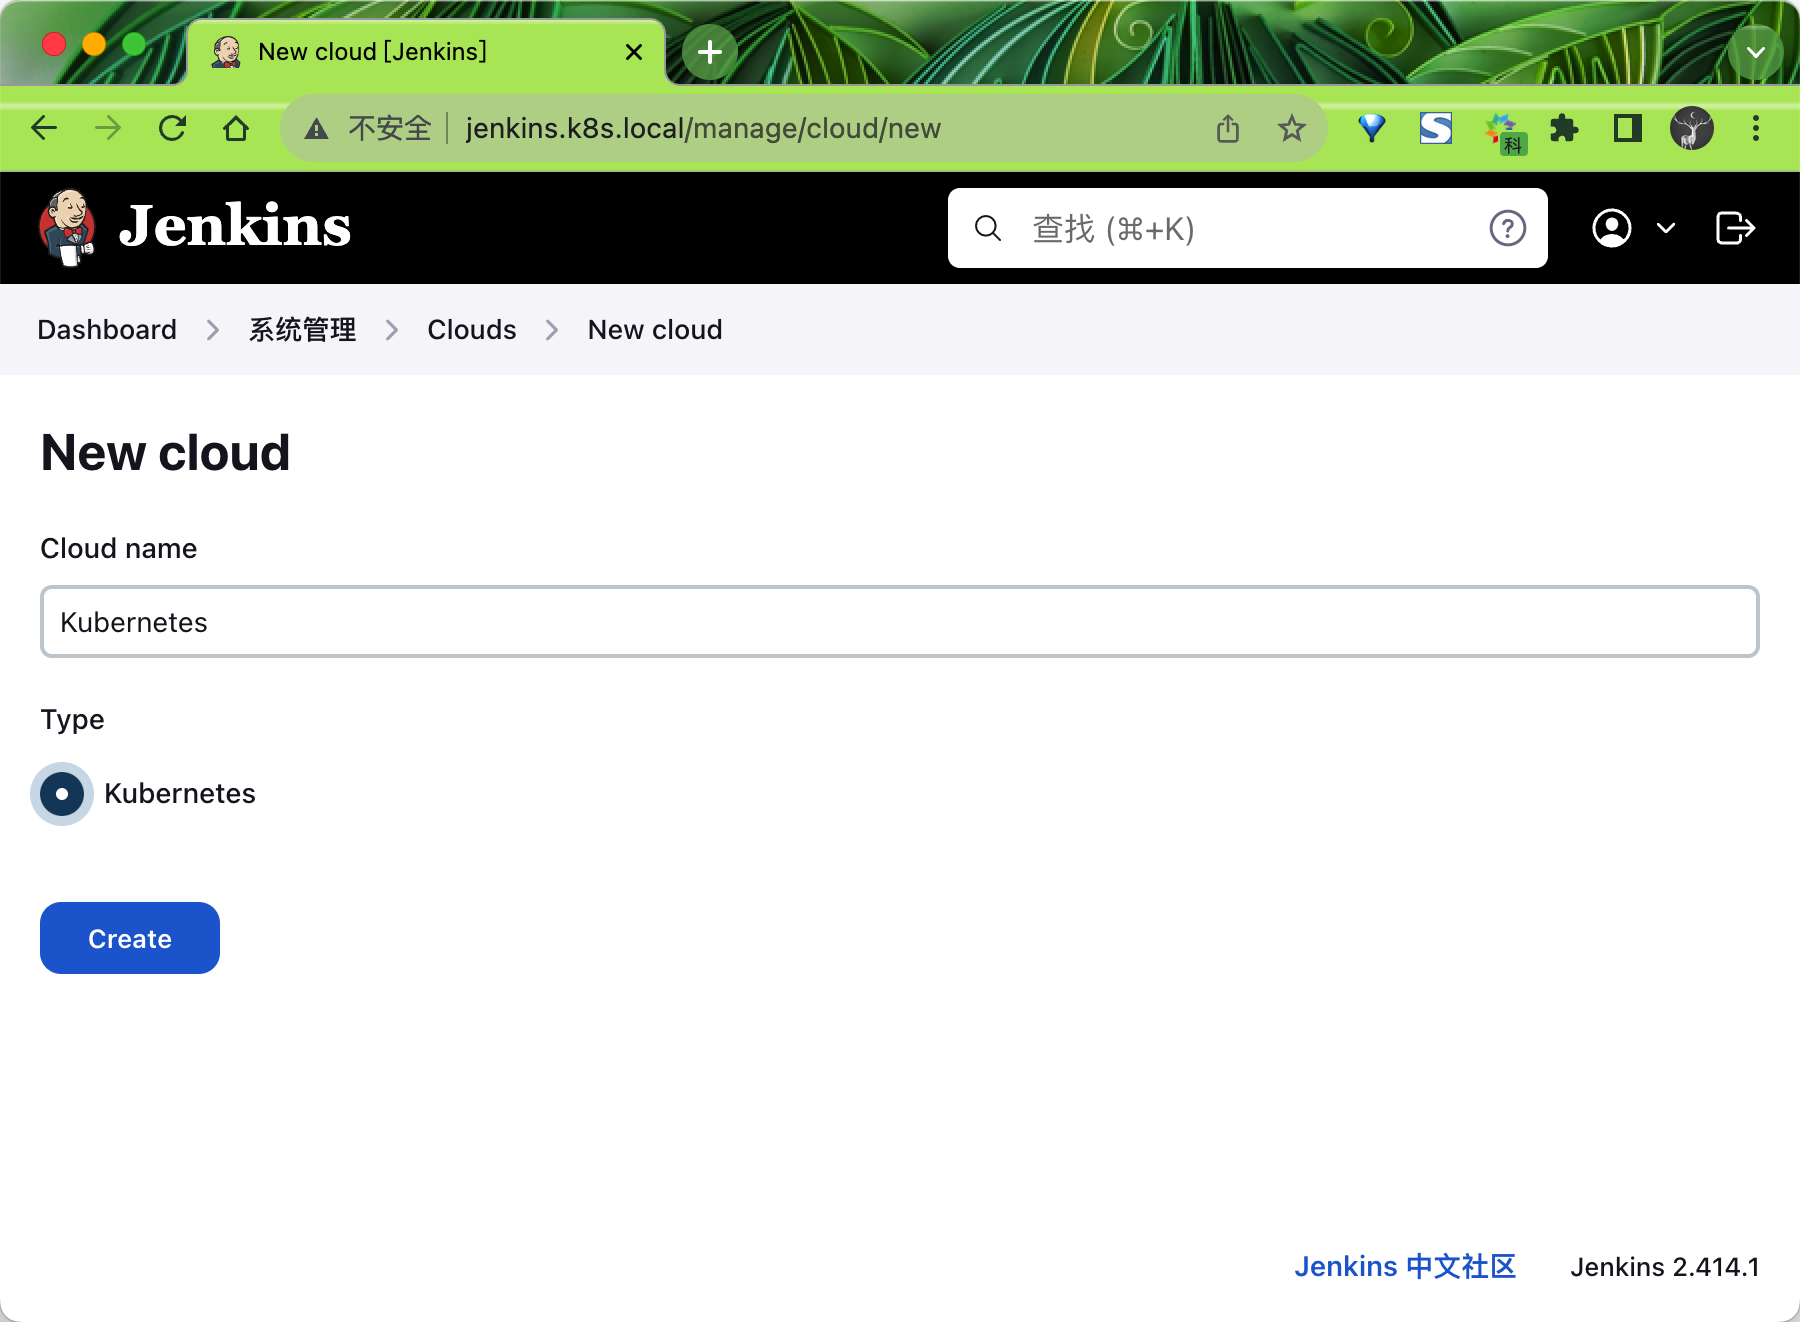 New cloud [Jenkins]
不安全 jenkins.k8s.local/manage/cloud/new
科
Jenkins
查找 (⌘+K)
Dashboard 系统管理 Clouds New cloud
New cloud
Cloud name
Kubernetes
Type
Kubernetes
Create
Jenkins 中文社区 Jenkins 2.414.1